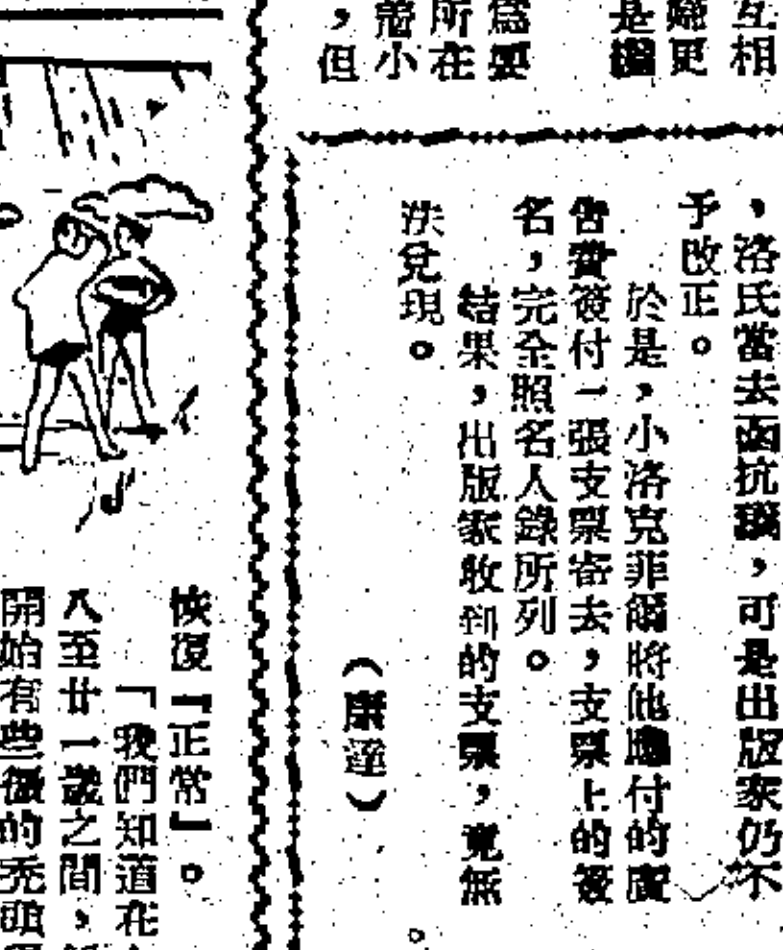 互相
更
是
爲要
所在
小
，但
，洛氏當去函抗議，可是出版家仍不
予改正。
於是，小洛克菲爾將他應付的廣
告費簽付一張支票寄去，支票上的簽
名，完全照名人錄所列。
結果，出版家收到的支票，竟無
法兌現。
（康達）
恢復『正常』。
「我們知道在
八至廿一歲之間，
開始有些微的禿頭